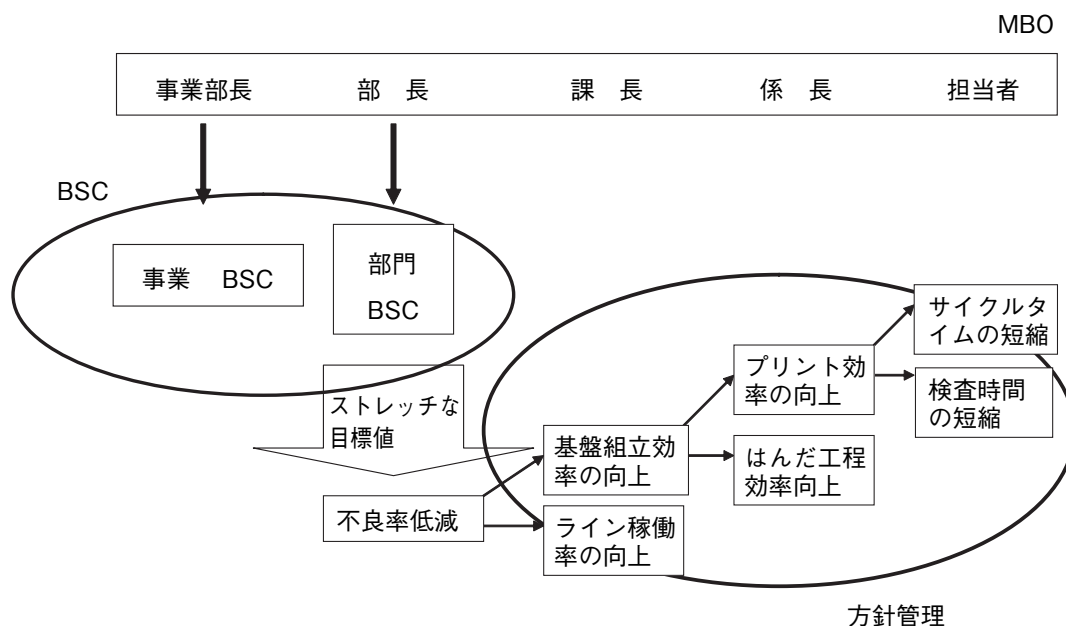 MBO
事業部長 部 長 課 長 係 長 担当者
BSC
事業 BSC
部門
BSC
ストレッチな
目標値
不良率低減
基盤組立効
率の向上
ライン稼働
率の向上
プリント効
率の向上
はんだ工程
効率向上
サイクルタ
イムの短縮
検査時間
の短縮
方針管理